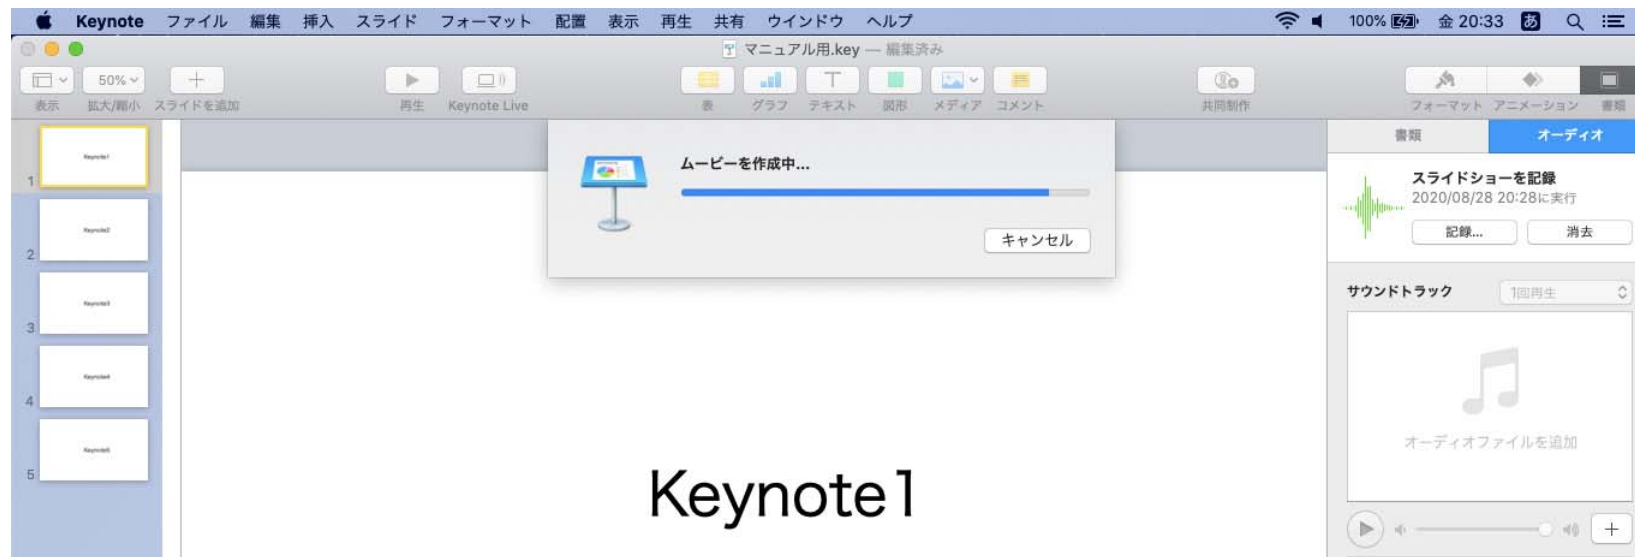 Keynote ファイル 編集 挿入 スライド フォーマット 配置 表示 再生 共有 ウインドウ ヘルプ 100% 金 20:33 あ
マニュアル用.key — 編集済み
50%
表示 拡大/縮小 スライドを追加 再生 Keynote Live 表 グラフ テキスト 図形 メディア コメント 共同制作 フォーマット アニメーション 書類
書類 オーディオ
ムービーを作成中...
キャンセル
スライドショーを記録
2020/08/28 20:28に実行
記録... 消去
サウンドトラック 1回再生
オーディオファイルを追加
Keynote1
1
Keynote2
2
Keynote3
3
Keynote4
4
Keynote5
5
Keynote1